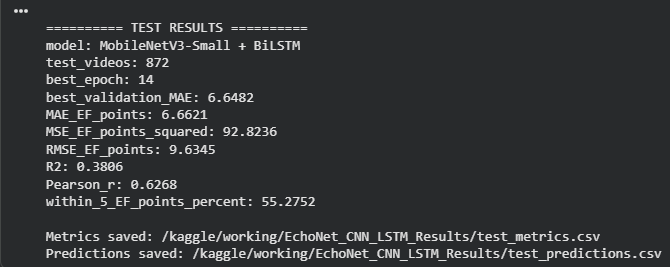 ========== TEST RESULTS ==========
model: MobileNetV3-Small + BiLSTM
test_videos: 872
best_epoch: 14
best_validation_MAE: 6.6482
MAE_EF_points: 6.6621
MSE_EF_points_squared: 92.8236
RMSE_EF_points: 9.6345
R2: 0.3806
Pearson_r: 0.6268
within_5_EF_points_percent: 55.2752
Metrics saved: /kaggle/working/EchoNet_CNN_LSTM_Results/test_metrics.csv
Predictions saved: /kaggle/working/EchoNet_CNN_LSTM_Results/test_predictions.csv